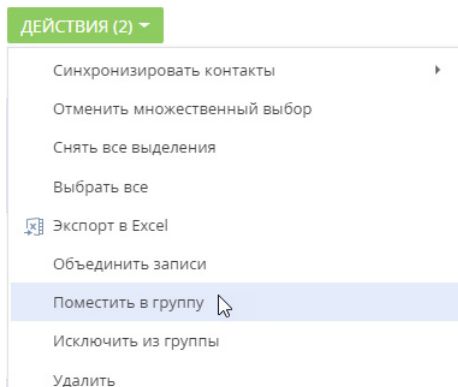 ДЕЙСТВИЯ (2)
Синхронизировать контакты
Отменить множественный выбор
Снять все выделения
Выбрать все
Экспорт в Excel
Объединить записи
Поместить в группу
Исключить из группы
Удалить